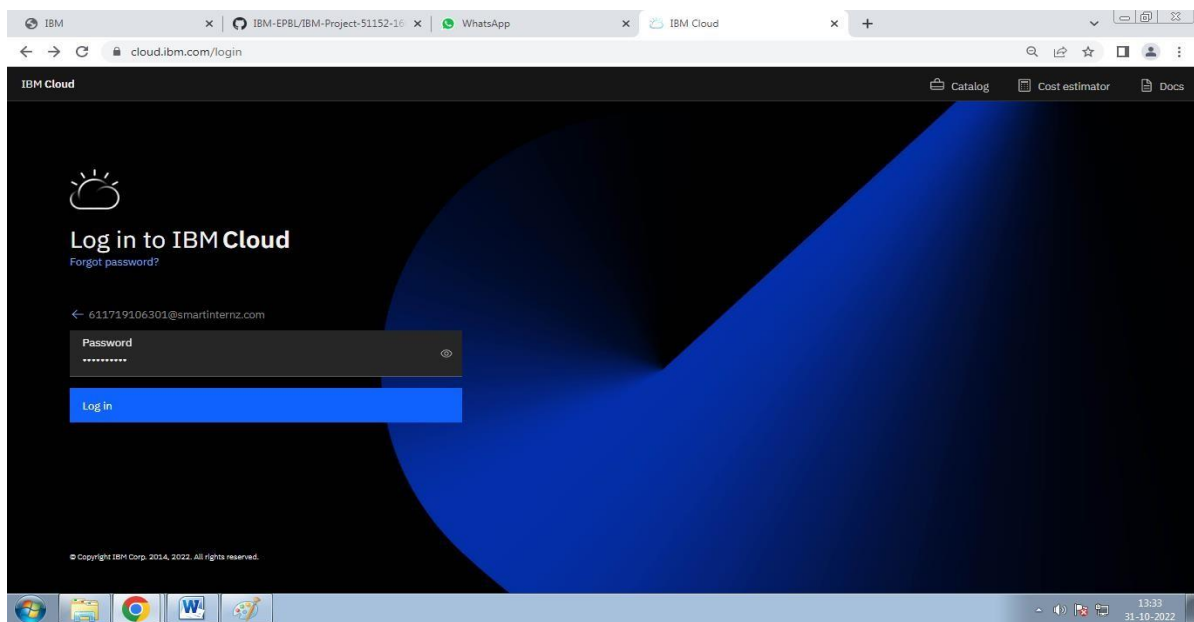 IBM
IBM-EPBL/IBM-Project-51152-16
WhatsApp
IBM Cloud
cloud.ibm.com/login
IBM Cloud
Catalog
Cost estimator
Docs
Log in to IBM Cloud
Forgot password?
← 611719106301@smartinternz.com
Password
••••••••••
Log in
© Copyright IBM Corp. 2014, 2022. All rights reserved.
W
13:33
31-10-2022